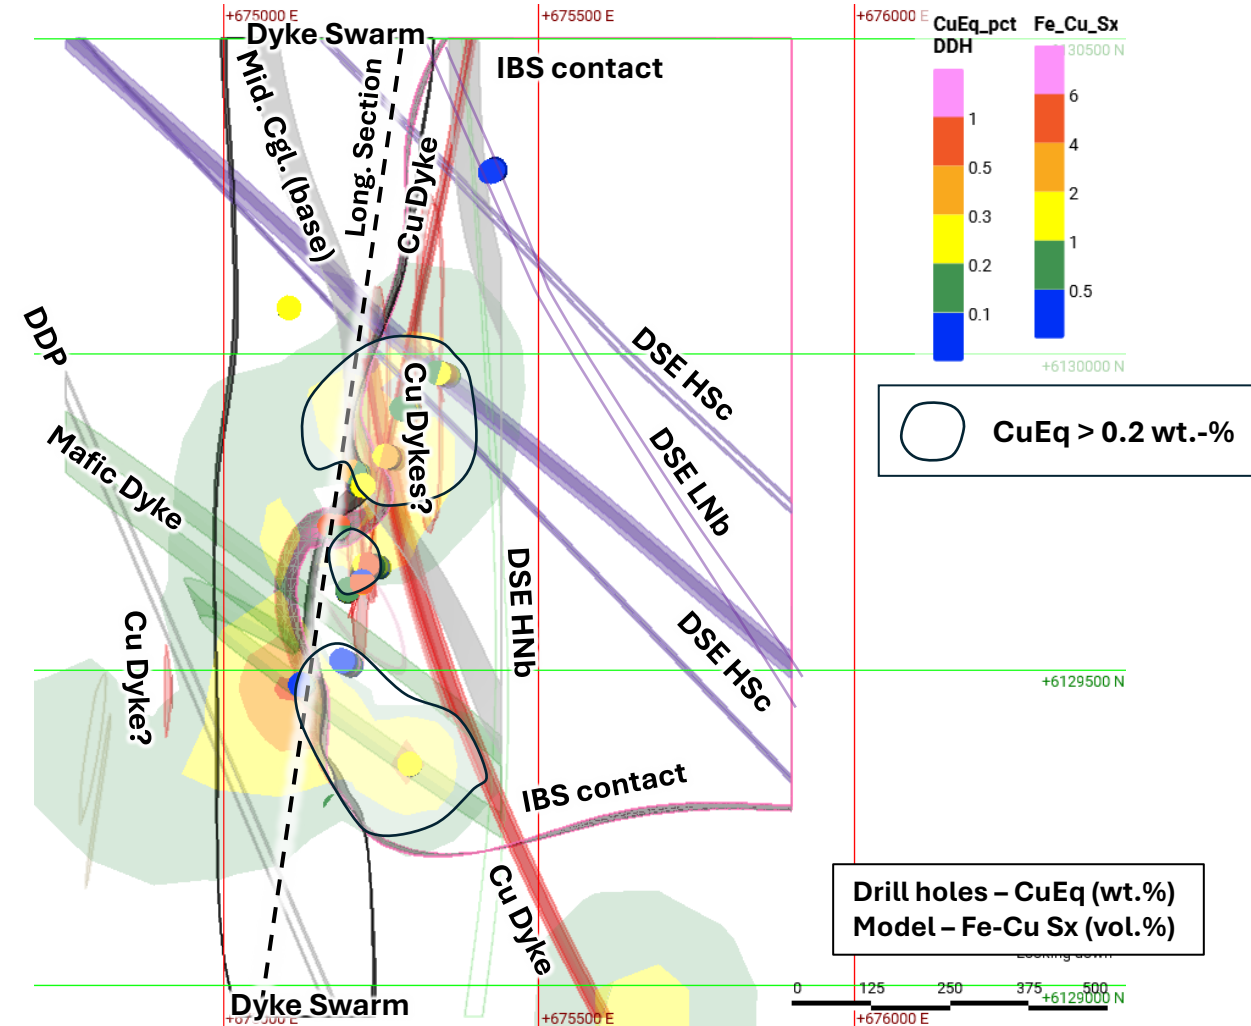 +675000 E
+675500 E
+676000 E
Dyke Swarm
IBS contact
CuEq_pct
DDH
Fe_Cu_Sx
+6130500 N
1
0.5
0.3
0.2
0.1
6
4
2
1
0.5
Mid. Cgl. (base)
Long. Section
Cu Dyke
DDP
DSE HSc
+6130000 N
CuEq > 0.2 wt.-%
Cu Dykes?
Mafic Dyke
DSE LNb
DSE HNb
Cu Dyke?
DSE HSc
+6129500 N
IBS contact
Cu Dyke
Drill holes – CuEq (wt.%)
Model – Fe-Cu Sx (vol.%)
Looking down
0
125
250
375
500
+6129000 N
Dyke Swarm
+675500 E
+676000 E